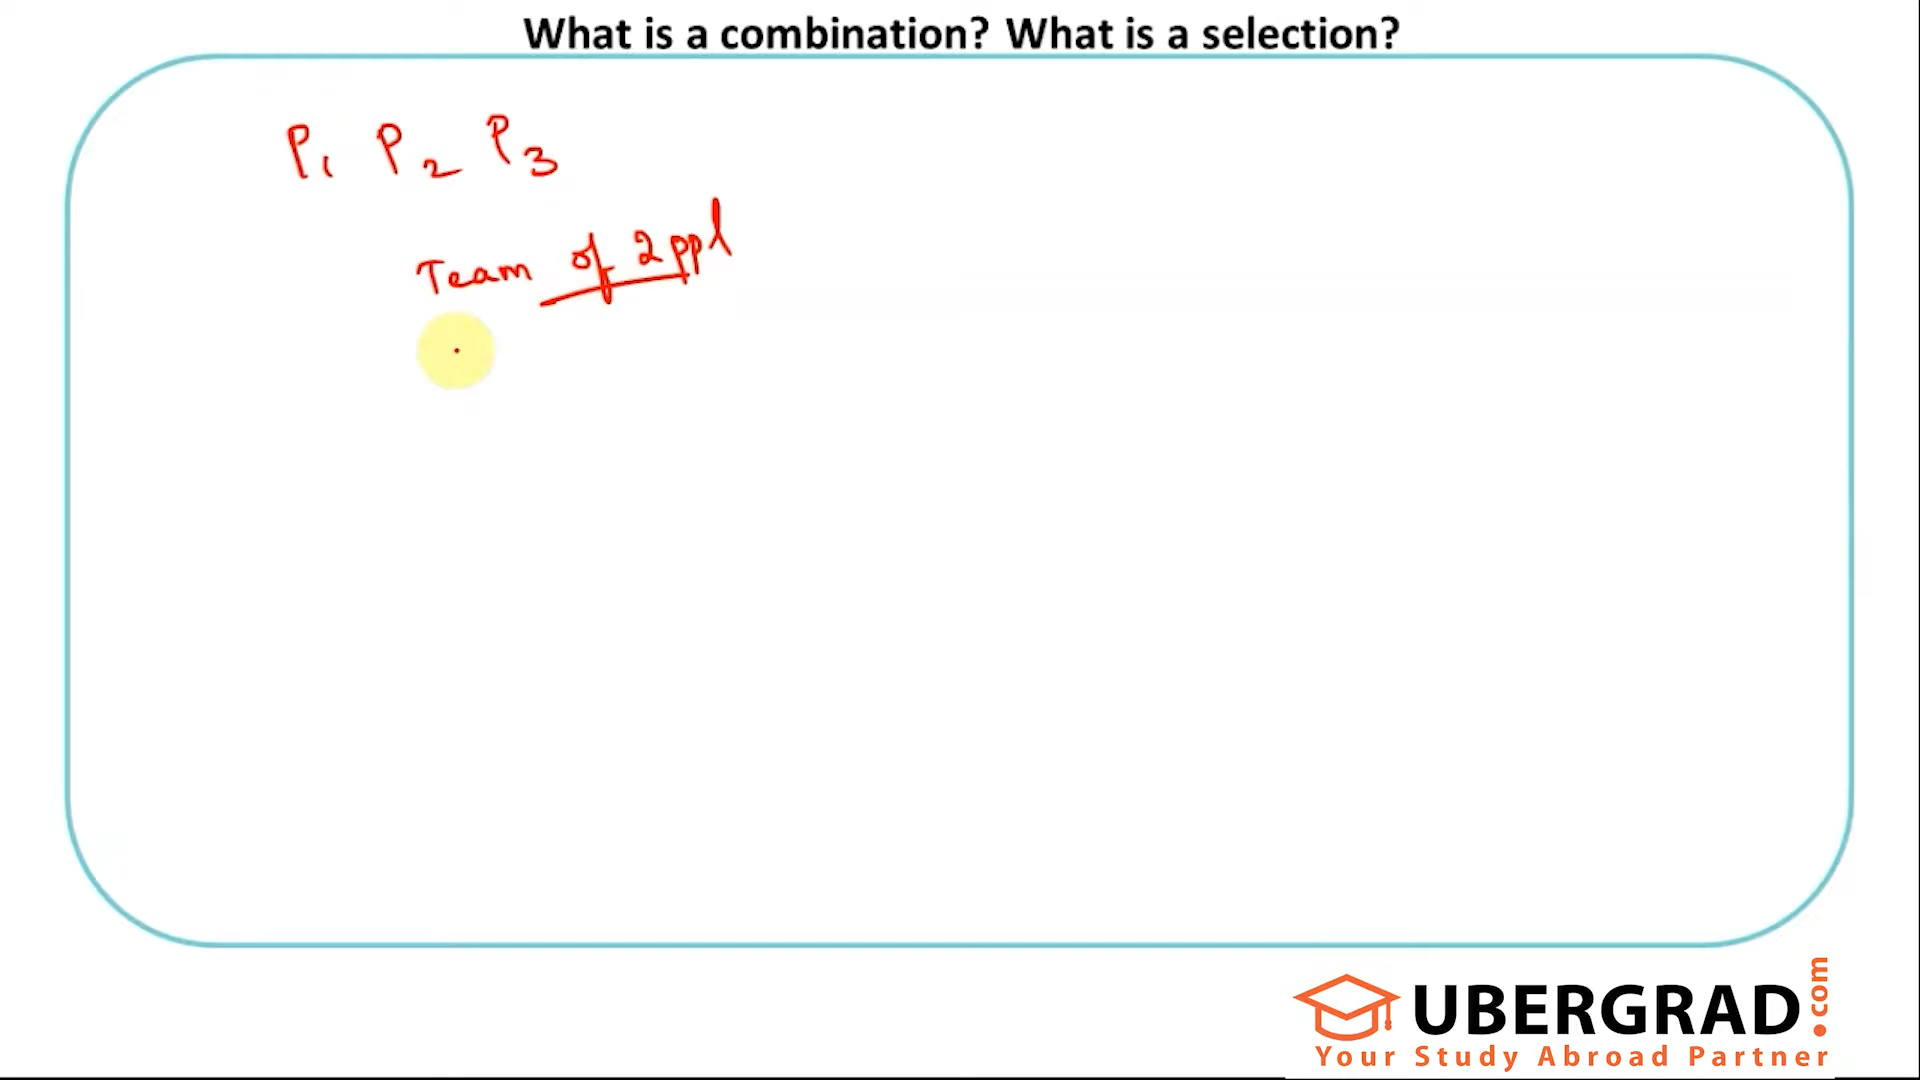 What is a combination? What is a selection?
P₁ P₂ P₃
Team of 2 ppl
UBERGRAD.com
Your Study Abroad Partner